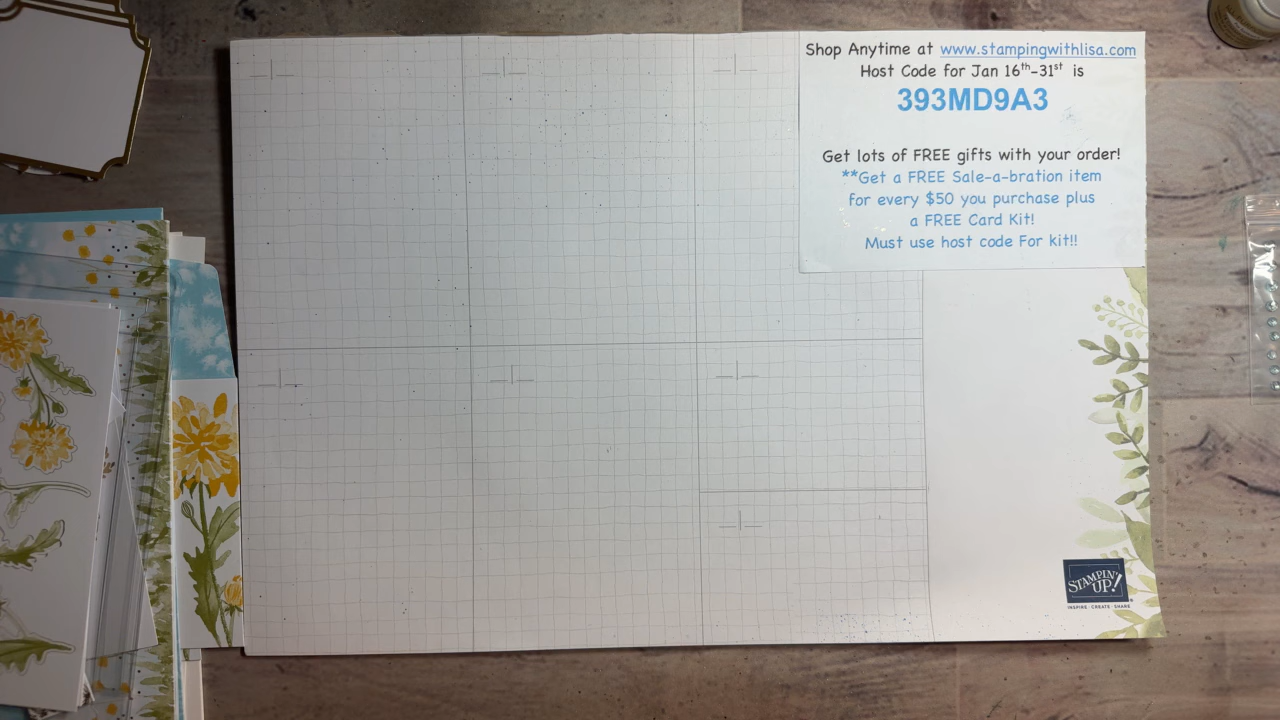 Shop Anytime at www.stampingwithlisa.com
Host Code for Jan 16th-31st is
393MD9A3
Get lots of FREE gifts with your order!
**Get a FREE Sale-a-bration item
for every $50 you purchase plus
a FREE Card Kit!
Must use host code For kit!!
STAMPIN' UP!®
INSPIRE · CREATE · SHARE